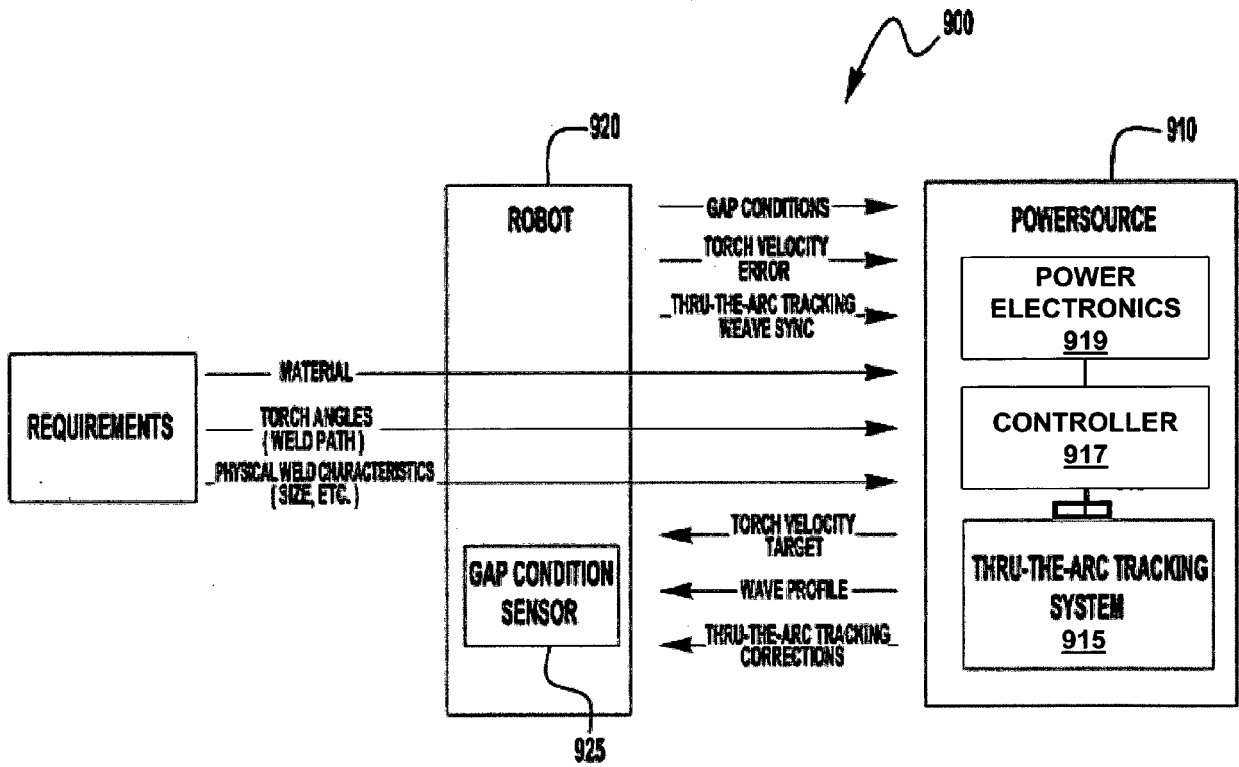 900
920
910
ROBOT
GAP CONDITIONS
TORCH VELOCITY
ERROR
THRU-THE-ARC TRACKING
WEAVE SYNC
POWERSOURCE
POWER
ELECTRONICS
919
REQUIREMENTS
MATERIAL
TORCH ANGLES
( WELD PATH )
PHYSICAL WELD CHARACTERISTICS
( SIZE, ETC. )
CONTROLLER
917
GAP CONDITION
SENSOR
TORCH VELOCITY
TARGET
WAVE PROFILE
THRU-THE-ARC TRACKING
CORRECTIONS
THRU-THE-ARC TRACKING
SYSTEM
915
925